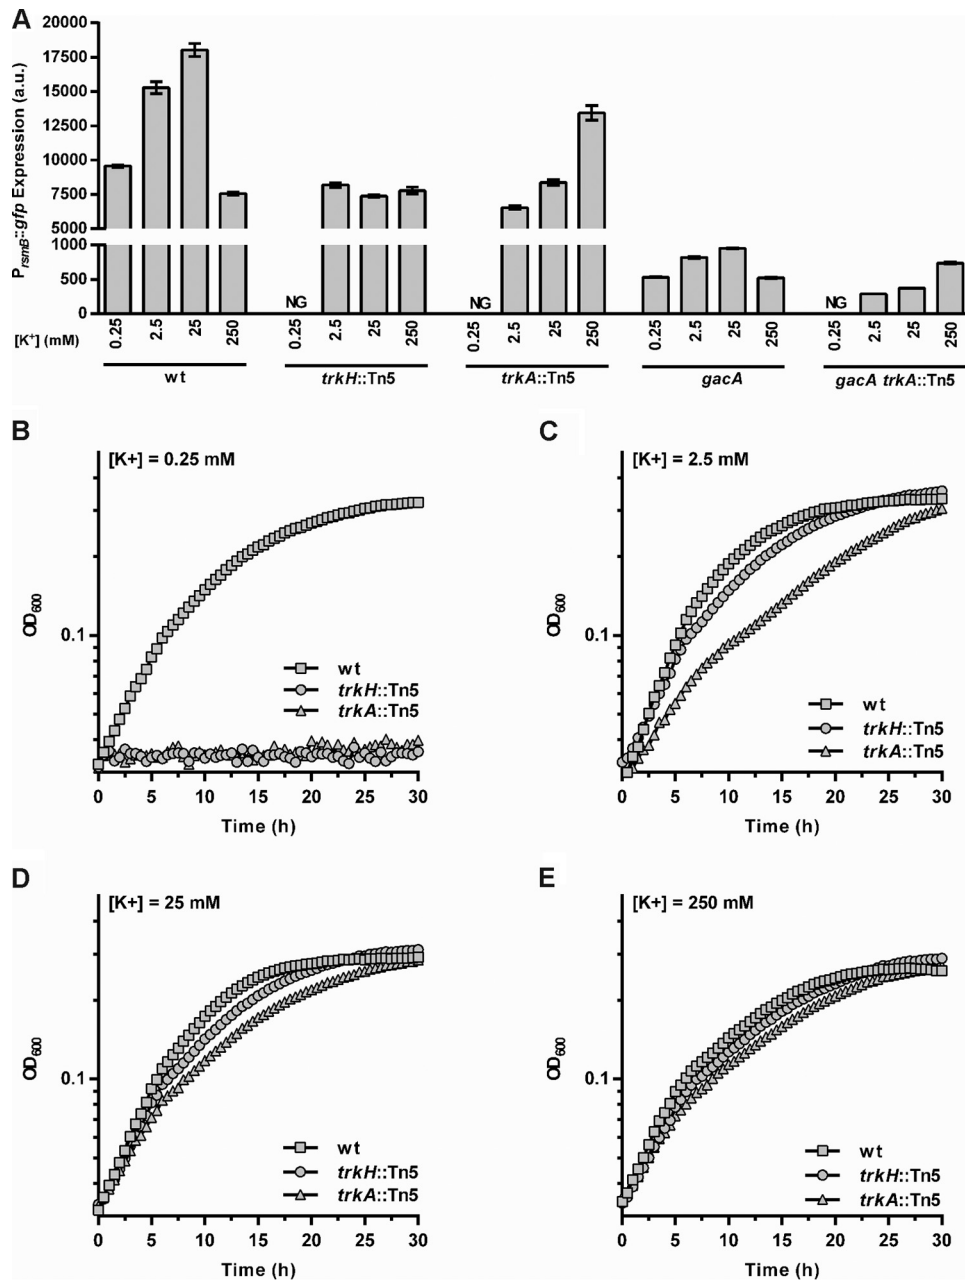 A
20000
17500
15000
12500
10000
7500
5000
1000
500
0
PrsmB::gfp Expression (a.u.)
NG NG NG
[K+] (mM) 0.25 2.5 25 250 0.25 2.5 25 250 0.25 2.5 25 250 0.25 2.5 25 250 0.25 2.5 25 250
wt trkH::Tn5 trkA::Tn5 gacA gacA trkA::Tn5
B
[K+] = 0.25 mM
OD600
0.1
wt
trkH::Tn5
trkA::Tn5
0 5 10 15 20 25 30
Time (h)
C
[K+] = 2.5 mM
OD600
0.1
wt
trkH::Tn5
trkA::Tn5
0 5 10 15 20 25 30
Time (h)
D
[K+] = 25 mM
OD600
0.1
wt
trkH::Tn5
trkA::Tn5
0 5 10 15 20 25 30
Time (h)
E
[K+] = 250 mM
OD600
0.1
wt
trkH::Tn5
trkA::Tn5
0 5 10 15 20 25 30
Time (h)